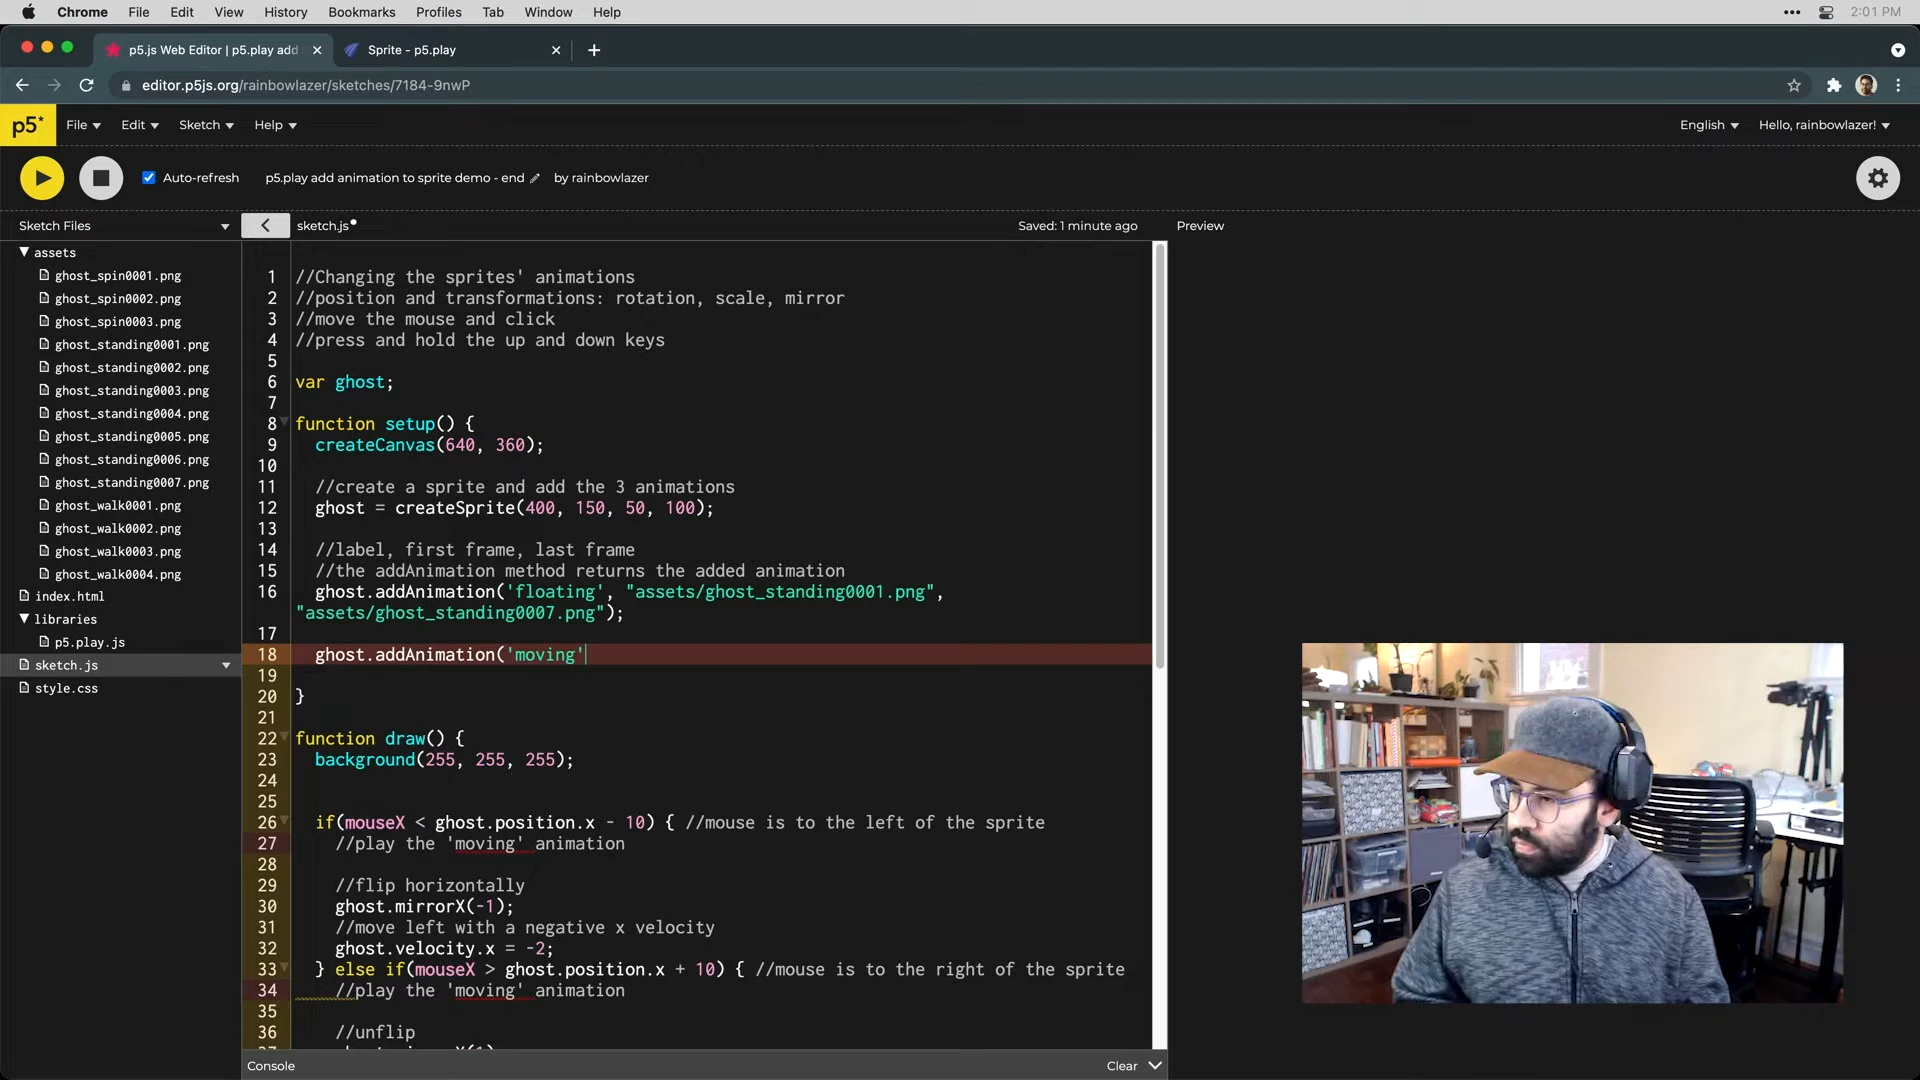 Chrome File Edit View History Bookmarks Profiles Tab Window Help ••• 2:01 PM
p5.js Web Editor | p5.play add
Sprite - p5.play
editor.p5js.org/rainbowlazer/sketches/7184-9nwP
p5* File Edit Sketch Help English Hello, rainbowlazer!
Auto-refresh p5.play add animation to sprite demo - end by rainbowlazer
Sketch Files
sketch.js•
Saved: 1 minute ago
Preview
assets
ghost_spin0001.png
ghost_spin0002.png
ghost_spin0003.png
ghost_standing0001.png
ghost_standing0002.png
ghost_standing0003.png
ghost_standing0004.png
ghost_standing0005.png
ghost_standing0006.png
ghost_standing0007.png
ghost_walk0001.png
ghost_walk0002.png
ghost_walk0003.png
ghost_walk0004.png
index.html
libraries
p5.play.js
sketch.js
style.css
1 //Changing the sprites' animations
2 //position and transformations: rotation, scale, mirror
3 //move the mouse and click
4 //press and hold the up and down keys
5
6 var ghost;
7
8 function setup() {
9 createCanvas(640, 360);
10
11 //create a sprite and add the 3 animations
12 ghost = createSprite(400, 150, 50, 100);
13
14 //label, first frame, last frame
15 //the addAnimation method returns the added animation
16 ghost.addAnimation('floating', "assets/ghost_standing0001.png",
"assets/ghost_standing0007.png");
17
18 ghost.addAnimation('moving'
19
20 }
21
22 function draw() {
23 background(255, 255, 255);
24
25
26 if(mouseX < ghost.position.x - 10) { //mouse is to the left of the sprite
27 //play the 'moving' animation
28
29 //flip horizontally
30 ghost.mirrorX(-1);
31 //move left with a negative x velocity
32 ghost.velocity.x = -2;
33 } else if(mouseX > ghost.position.x + 10) { //mouse is to the right of the sprite
34 //play the 'moving' animation
35
36 //unflip
Console
Clear